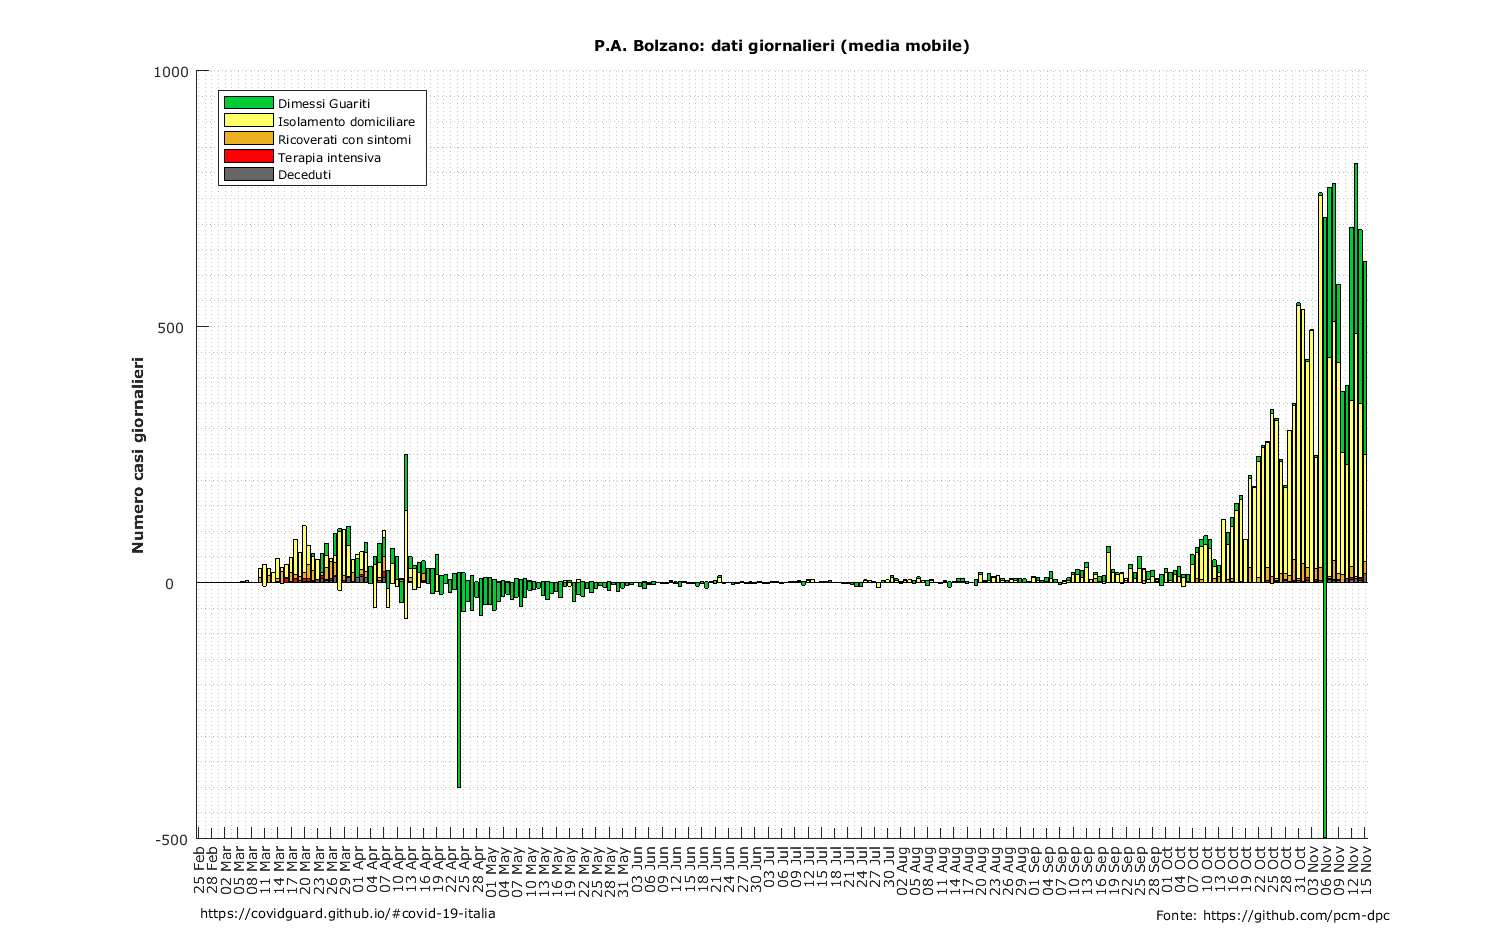 P.A. Bolzano: dati giornalieri (media mobile)
1000
500
0
-500
Numero casi giornalieri
Dimessi Guariti
Isolamento domiciliare
Ricoverati con sintomi
Terapia intensiva
Deceduti
25 Feb
28 Feb
02 Mar
05 Mar
08 Mar
11 Mar
14 Mar
17 Mar
20 Mar
23 Mar
26 Mar
29 Mar
01 Apr
04 Apr
07 Apr
10 Apr
13 Apr
16 Apr
19 Apr
22 Apr
25 Apr
28 Apr
01 May
04 May
07 May
10 May
13 May
16 May
19 May
22 May
25 May
28 May
31 May
03 Jun
06 Jun
09 Jun
12 Jun
15 Jun
18 Jun
21 Jun
24 Jun
27 Jun
30 Jun
03 Jul
06 Jul
09 Jul
12 Jul
15 Jul
18 Jul
21 Jul
24 Jul
27 Jul
30 Jul
02 Aug
05 Aug
08 Aug
11 Aug
14 Aug
17 Aug
20 Aug
23 Aug
26 Aug
29 Aug
01 Sep
04 Sep
07 Sep
10 Sep
13 Sep
16 Sep
19 Sep
22 Sep
25 Sep
28 Sep
01 Oct
04 Oct
07 Oct
10 Oct
13 Oct
16 Oct
19 Oct
22 Oct
25 Oct
28 Oct
31 Oct
03 Nov
06 Nov
09 Nov
12 Nov
15 Nov
https://covidguard.github.io/#covid-19-italia
Fonte: https://github.com/pcm-dpc